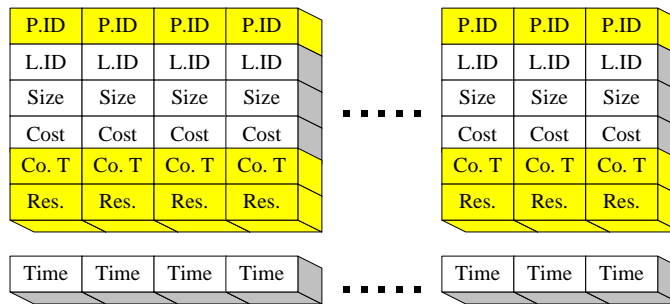 P.ID P.ID P.ID P.ID P.ID P.ID P.ID
L.ID L.ID L.ID L.ID L.ID L.ID L.ID
Size Size Size Size Size Size Size
Cost Cost Cost Cost Cost Cost Cost
Co. T Co. T Co. T Co. T Co. T Co. T Co. T
Res. Res. Res. Res. Res. Res. Res.
Time Time Time Time Time Time Time